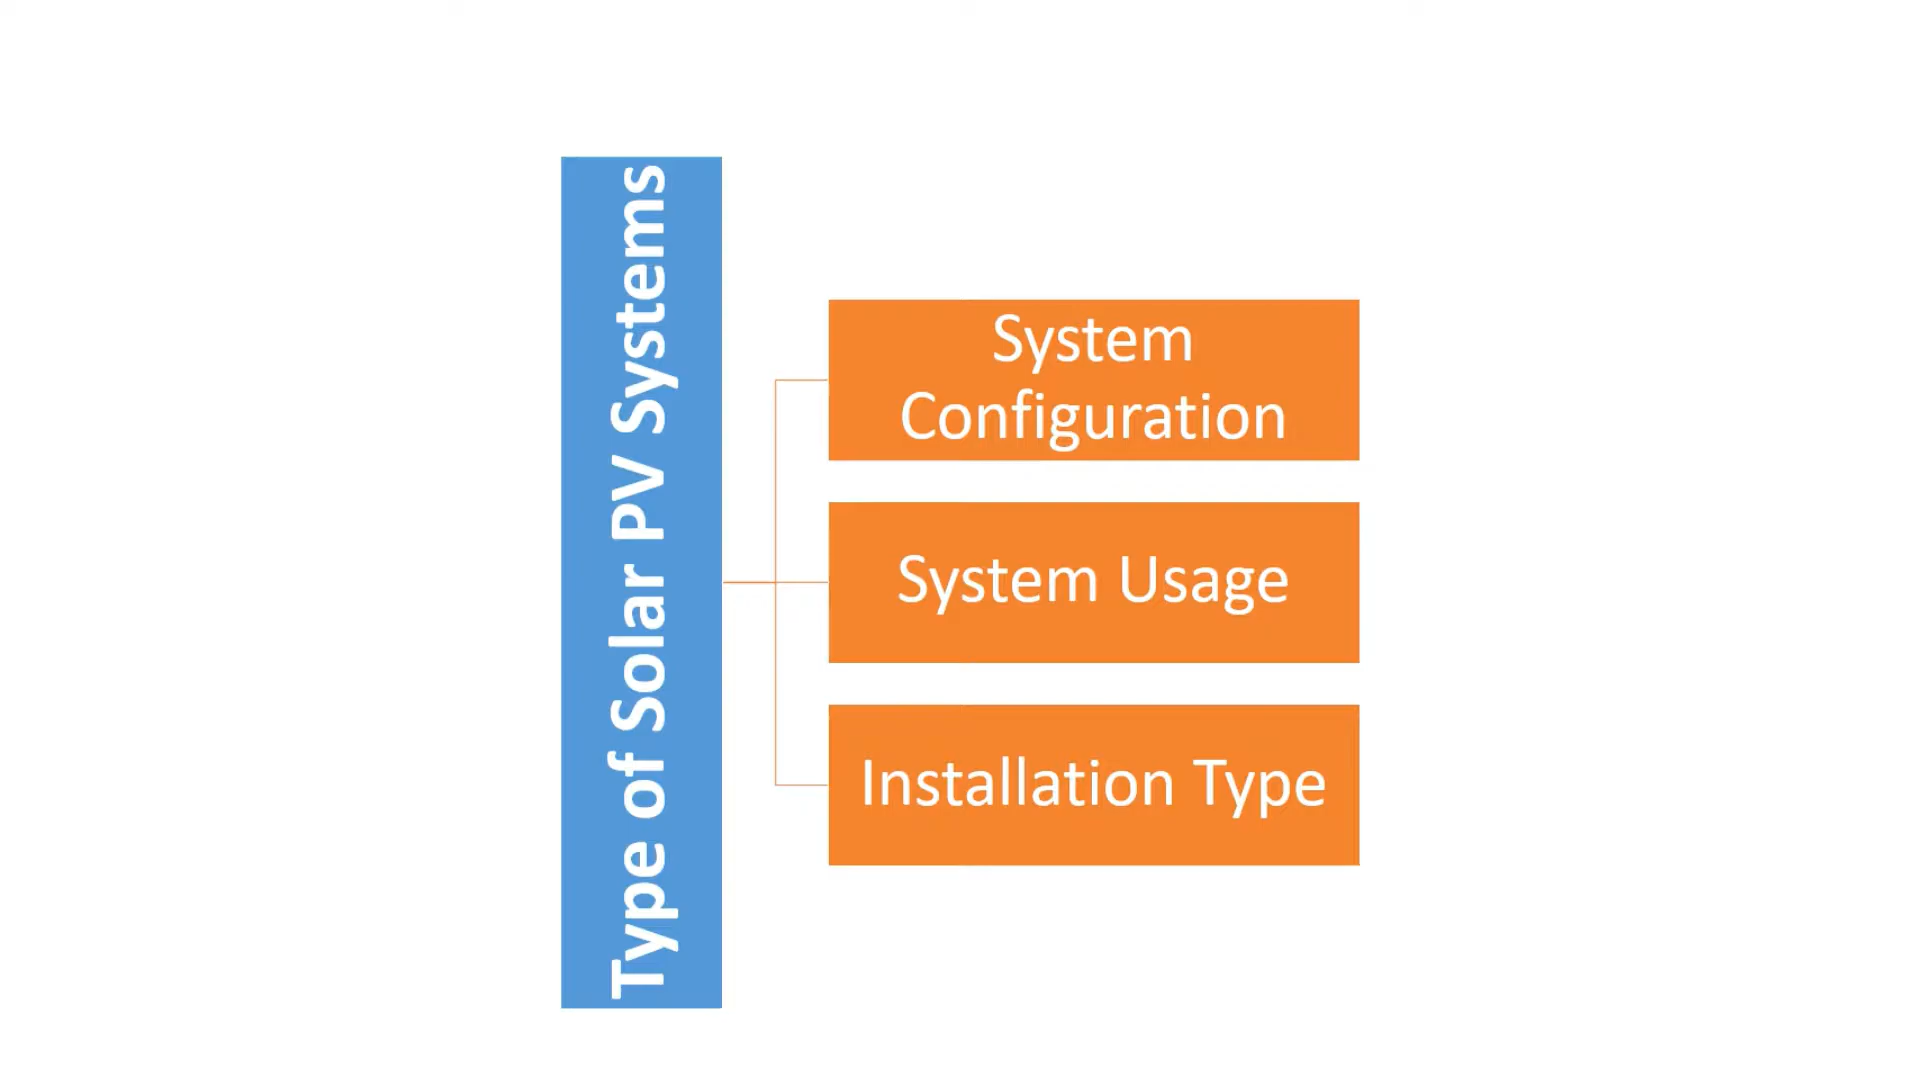 Type of Solar PV Systems
System
Configuration
System Usage
Installation Type